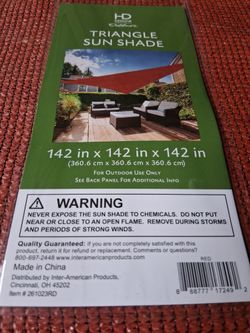 HD
TRIANGLE
SUN SHADE
142 in x 142 in x 142 in
(360.6 cm x 360.6 cm x 360.6 cm)
FOR OUTDOOR USE ONLY
SEE BACK PANEL FOR ADDITIONAL INFO
WARNING
NEVER EXPOSE THE SUN SHADE TO CHEMICALS. DO NOT PUT
NEAR OR CLOSE TO AN OPEN FLAME. REMOVE DURING STORMS
AND PERIODS OF STRONG WINDS.
Quality Guaranteed: If you are not completely satisfied with this
product, return it for refund or replacement. Comments or questions?
800-697-2448 www.interamericanproducts.com
Made in China
Distributed by Inter-American Products,
Cincinnati, OH 45202
Item # 261023RD
RED
8 86777 17249 2